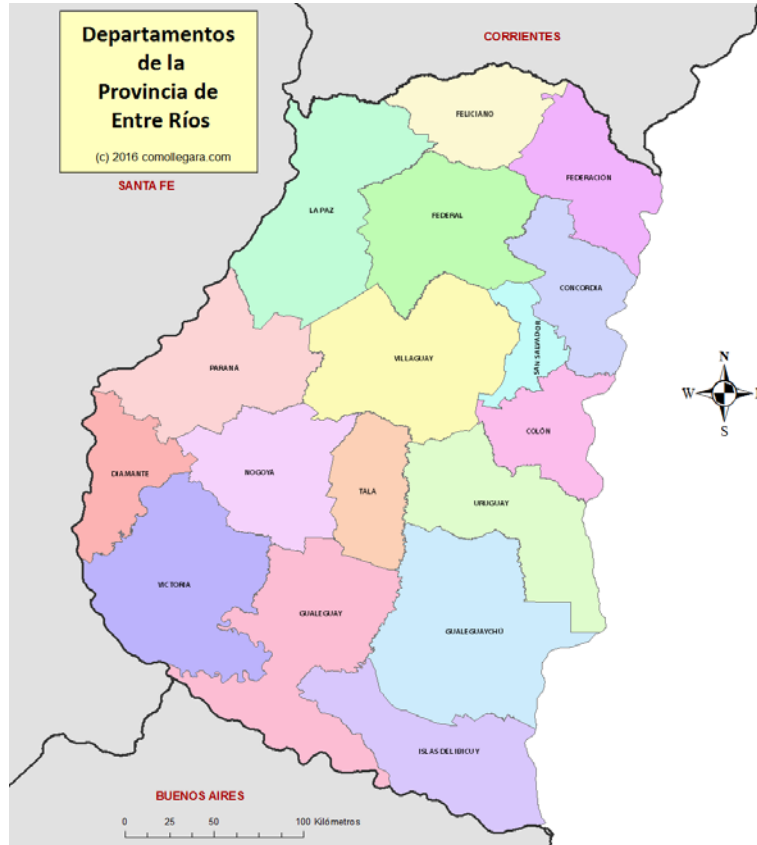 Departamentos
de la
Provincia de
Entre Ríos
(c) 2016 comollegara.com
CORRIENTES
SANTA FE
FELICIANO
FEDERACIÓN
LA PAZ
FEDERAL
CONCORDIA
SAN SALVADOR
PARANÁ
VILLAGUAY
COLÓN
DIAMANTE
NOGOYA
TALA
URUGUAY
VICTORIA
GUALEGUAY
GUALEGUAYCHÚ
ISLAS DEL IBICUY
BUENOS AIRES
N
W
E
S
0 50 100 Kilómetros